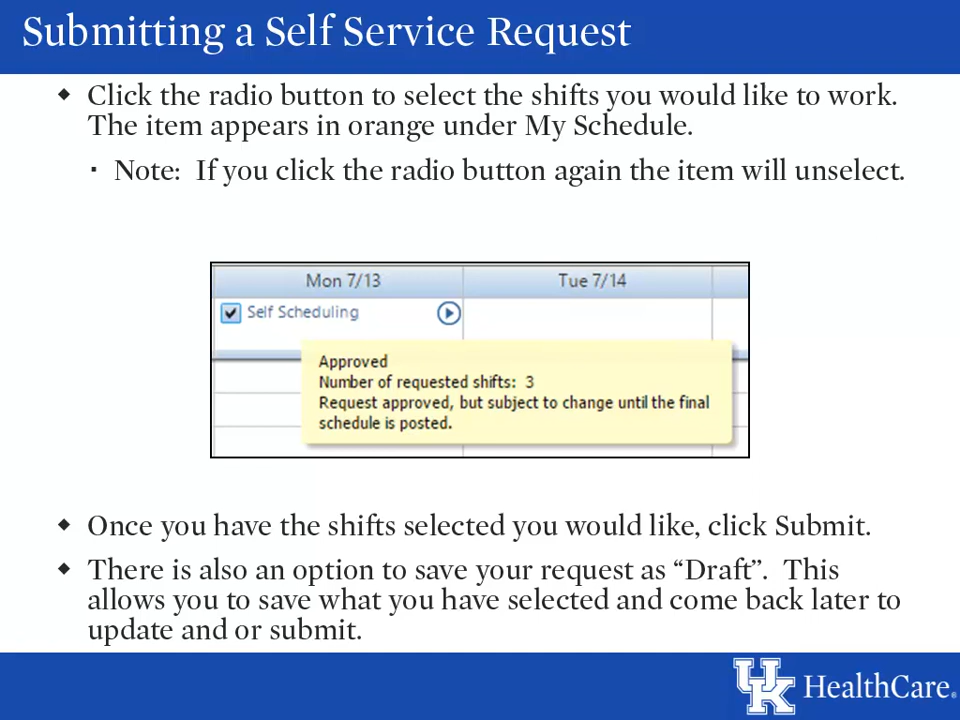 Submitting a Self Service Request
◆ Click the radio button to select the shifts you would like to work.
The item appears in orange under My Schedule.
▪ Note: If you click the radio button again the item will unselect.
Mon 7/13 Tue 7/14
Self Scheduling
Approved
Number of requested shifts: 3
Request approved, but subject to change until the final
schedule is posted.
◆ Once you have the shifts selected you would like, click Submit.
◆ There is also an option to save your request as “Draft”. This
allows you to save what you have selected and come back later to
update and or submit.
UK HealthCare®